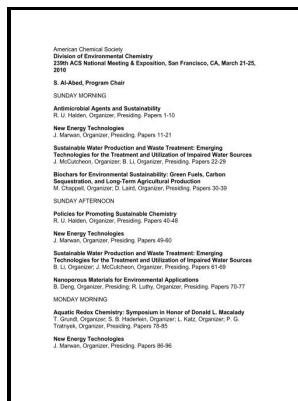 American Chemical Society
Division of Environmental Chemistry
239th ACS National Meeting & Exposition, San Francisco, CA, March 21-25,
2010
S. Al-Abed, Program Chair
SUNDAY MORNING
Antimicrobial Agents and Sustainability
R. U. Halden, Organizer, Presiding. Papers 1-10
New Energy Technologies
J. Marwan, Organizer, Presiding. Papers 11-21
Sustainable Water Production and Waste Treatment: Emerging
Technologies for the Treatment and Utilization of Impaired Water Sources
J. McCutcheon, Organizer; B. Li, Organizer, Presiding. Papers 22-29
Biochars for Environmental Sustainability: Green Fuels, Carbon
Sequestration, and Long-Term Agricultural Production
M. Chappell, Organizer; D. Laird, Organizer, Presiding. Papers 30-39
SUNDAY AFTERNOON
Policies for Promoting Sustainable Chemistry
R. U. Halden, Organizer, Presiding. Papers 40-48
New Energy Technologies
J. Marwan, Organizer, Presiding. Papers 49-60
Sustainable Water Production and Waste Treatment: Emerging
Technologies for the Treatment and Utilization of Impaired Water Sources
B. Li, Organizer; J. McCutcheon, Organizer, Presiding. Papers 61-69
Nanoporous Materials for Environmental Applications
B. Deng, Organizer, Presiding; R. Luthy, Organizer, Presiding. Papers 70-77
MONDAY MORNING
Aquatic Redox Chemistry: Symposium in Honor of Donald L. Macalady
T. Grundl, Organizer; S. B. Haderlein, Organizer; L. Katz, Organizer; P. G.
Tratnyek, Organizer, Presiding. Papers 78-85
New Energy Technologies
J. Marwan, Organizer, Presiding. Papers 86-96